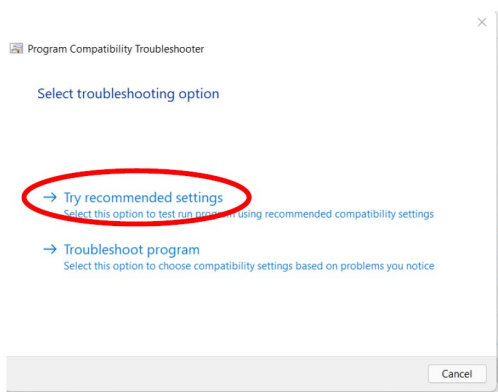 Program Compatibility Troubleshooter
Select troubleshooting option
→ Try recommended settings
Select this option to test run program using recommended compatibility settings
→ Troubleshoot program
Select this option to choose compatibility settings based on problems you notice
Cancel